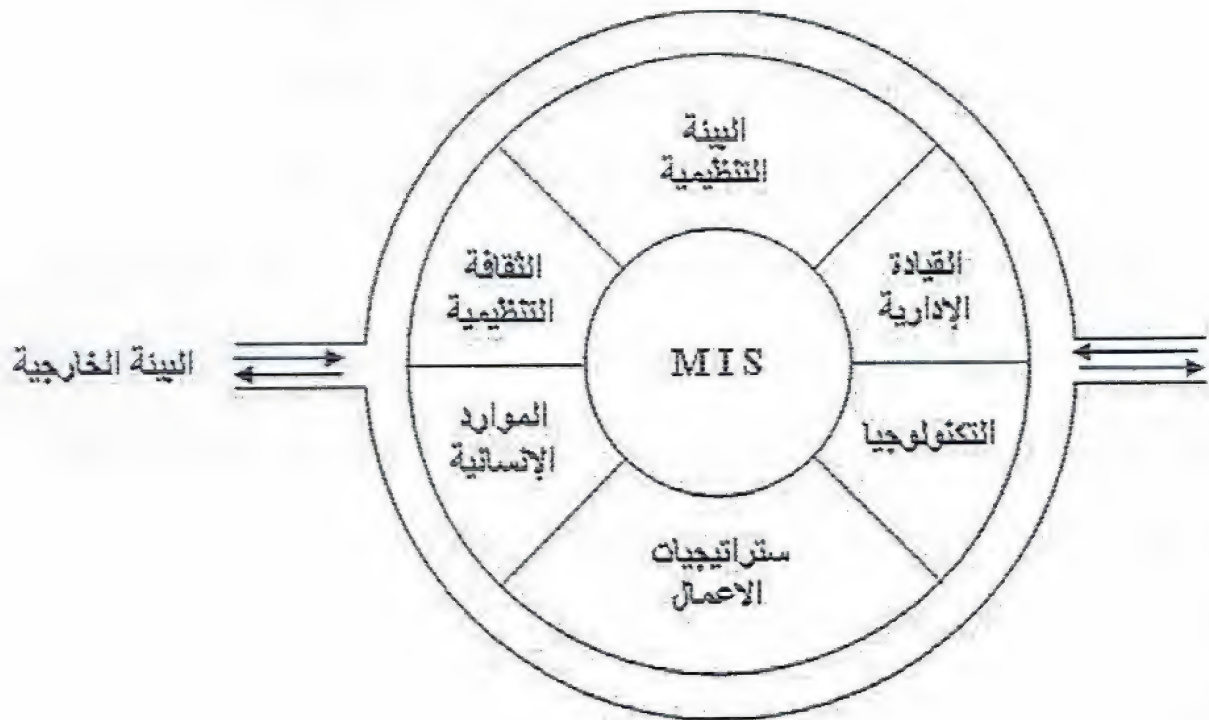 البيئة
التنظيمية
القيادة
الإدارية
الثقافة
التنظيمية
MIS
البيئة الخارجية
التكنولوجيا
الموارد
الإنسانية
ستراتيجيات
الاعمال